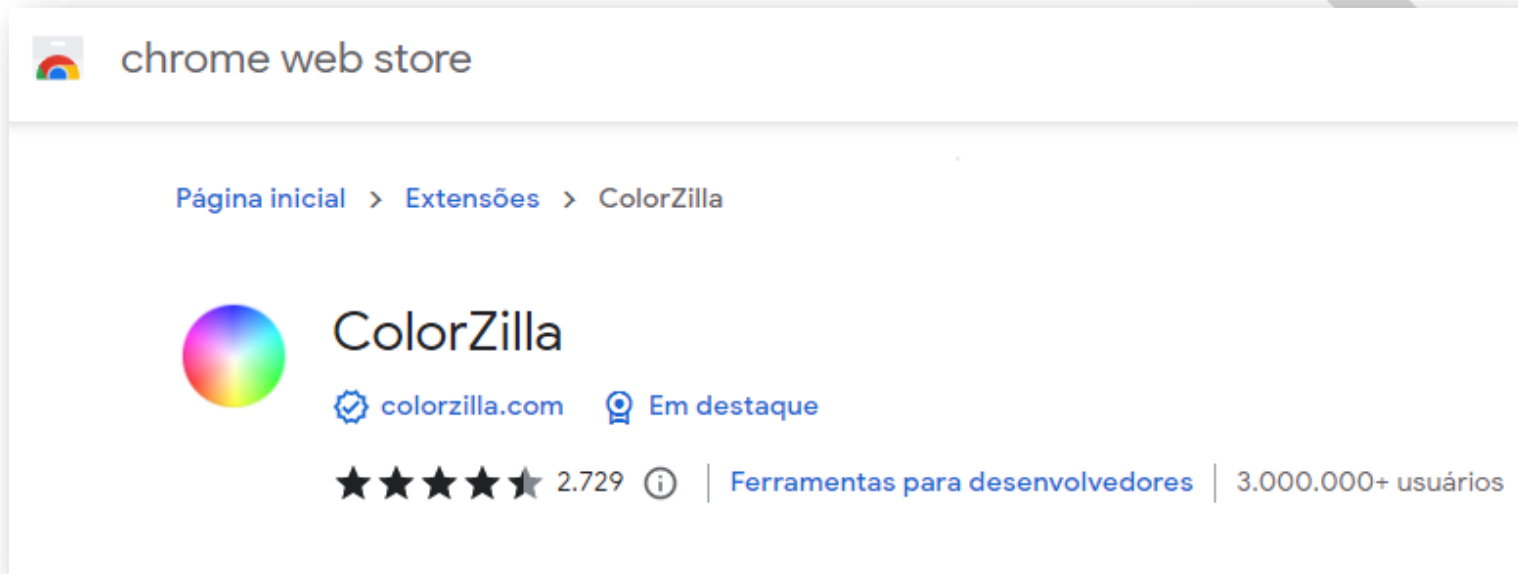 chrome web store
Página inicial > Extensões > ColorZilla
ColorZilla
colorzilla.com Em destaque
2.729 | Ferramentas para desenvolvedores | 3.000.000+ usuários